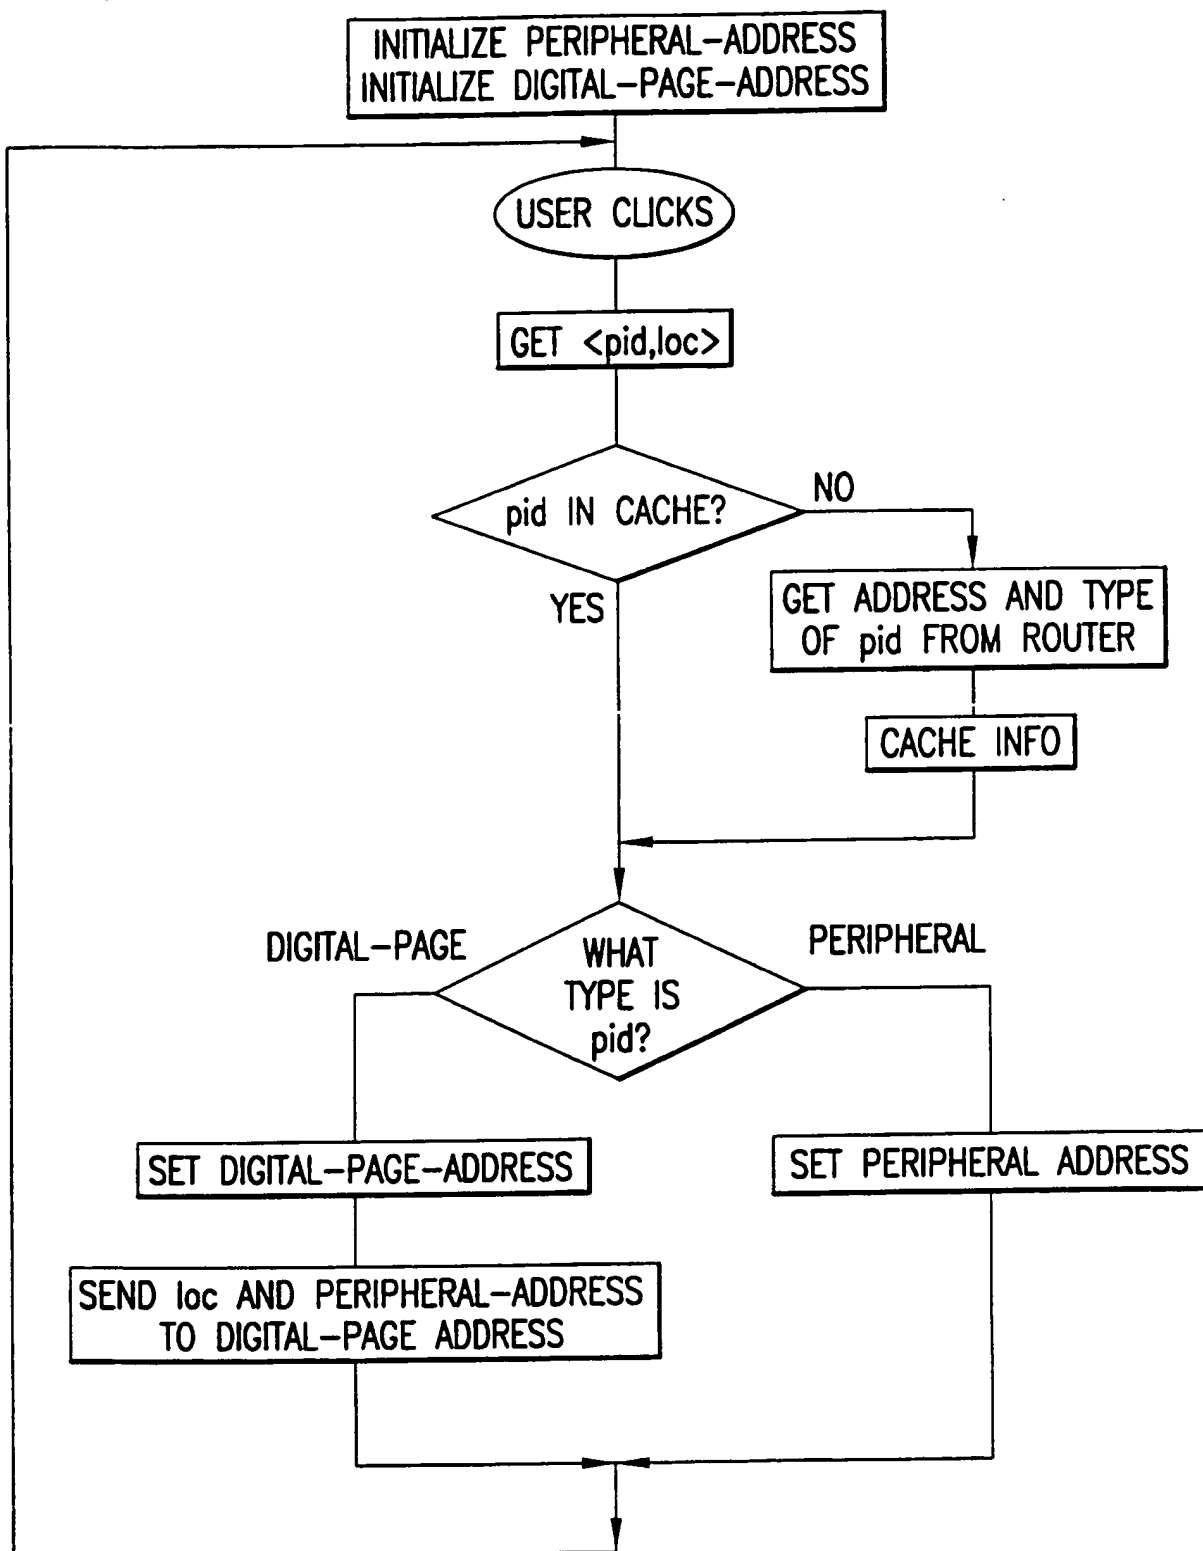 INITIALIZE PERIPHERAL-ADDRESS
INITIALIZE DIGITAL-PAGE-ADDRESS
USER CLICKS
GET <pid,loc>
pid IN CACHE?
NO
YES
GET ADDRESS AND TYPE
OF pid FROM ROUTER
CACHE INFO
DIGITAL-PAGE
WHAT
TYPE IS
pid?
PERIPHERAL
SET DIGITAL-PAGE-ADDRESS
SET PERIPHERAL ADDRESS
SEND loc AND PERIPHERAL-ADDRESS
TO DIGITAL-PAGE ADDRESS